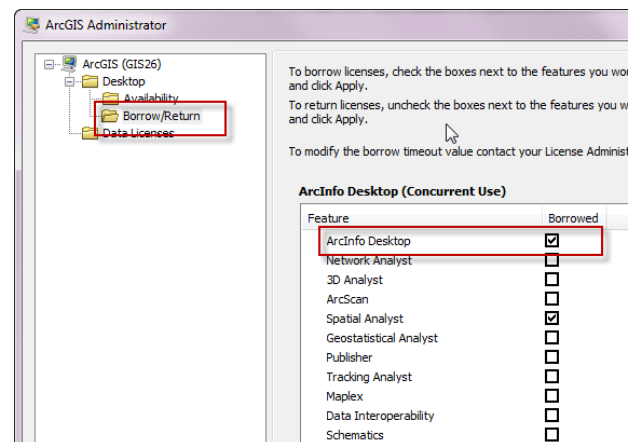 ArcGIS Administrator
ArcGIS (GIS26)
Desktop
Availability
Borrow/Return
Data Licenses
To borrow licenses, check the boxes next to the features you
and click Apply.
To return licenses, uncheck the boxes next to the features you
and click Apply.
To modify the borrow timeout value contact your License
ArcInfo Desktop (Concurrent Use)
Feature Borrowed
ArcInfo Desktop
Network Analyst
3D Analyst
ArcScan
Spatial Analyst
Geostatistical Analyst
Publisher
Tracking Analyst
Maplex
Data Interoperability
Schematics